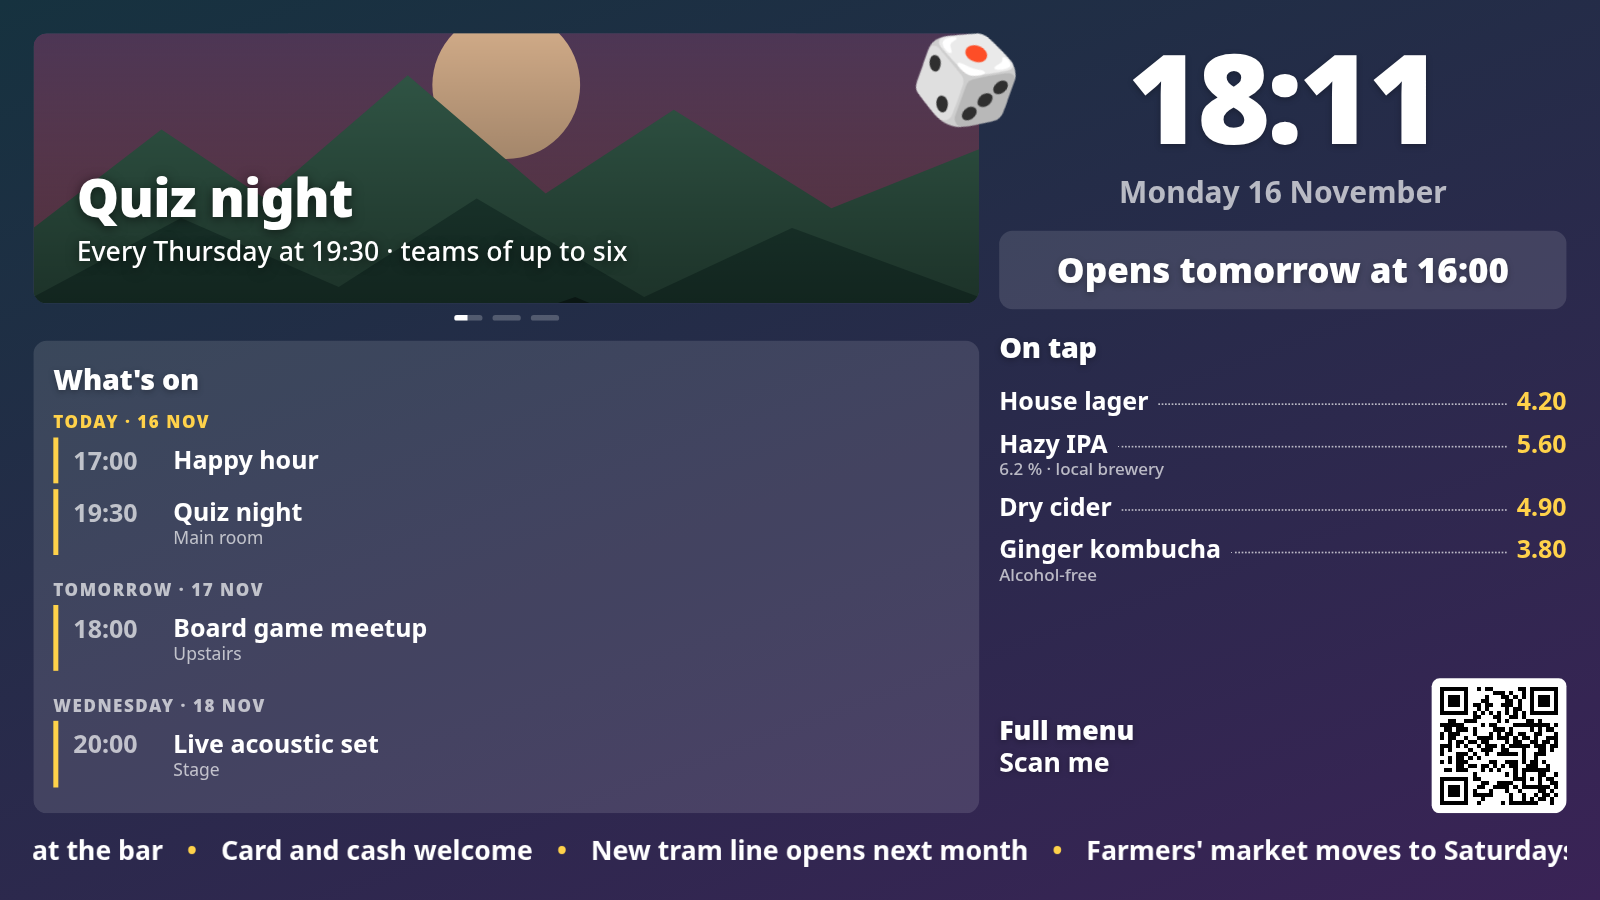 Quiz night
Every Thursday at 19:30 · teams of up to six
18:11
Monday 16 November
Opens tomorrow at 16:00
What's on
TODAY · 16 NOV
17:00 Happy hour
19:30 Quiz night
Main room
TOMORROW · 17 NOV
18:00 Board game meetup
Upstairs
WEDNESDAY · 18 NOV
20:00 Live acoustic set
Stage
On tap
House lager 4.20
Hazy IPA 5.60
6.2 % · local brewery
Dry cider 4.90
Ginger kombucha 3.80
Alcohol-free
Full menu
Scan me
at the bar • Card and cash welcome • New tram line opens next month • Farmers' market moves to Saturdays